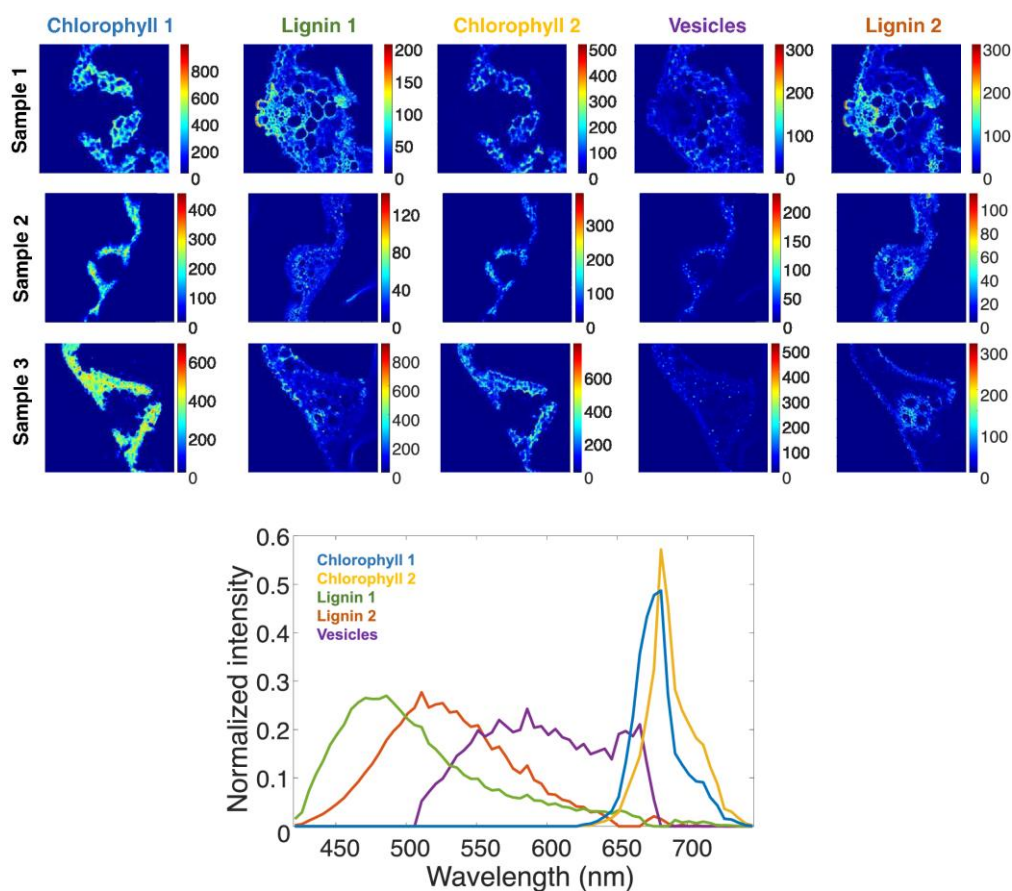 Chlorophyll 1 Lignin 1 Chlorophyll 2 Vesicles Lignin 2
Sample 1
800 600 400 200 0
200 150 100 50 0
500 400 300 200 100 0
300 200 100 0
300 200 100 0
Sample 2
400 300 200 100 0
120 80 40 0
300 200 100 0
200 150 100 50 0
100 80 60 40 20 0
Sample 3
600 400 200 0
800 600 400 200 0
600 400 200 0
500 400 300 200 100 0
300 200 100 0
0.6
0.5
0.4
0.3
0.2
0.1
0
Normalized intensity
Chlorophyll 1
Chlorophyll 2
Lignin 1
Lignin 2
Vesicles
450 500 550 600 650 700
Wavelength (nm)